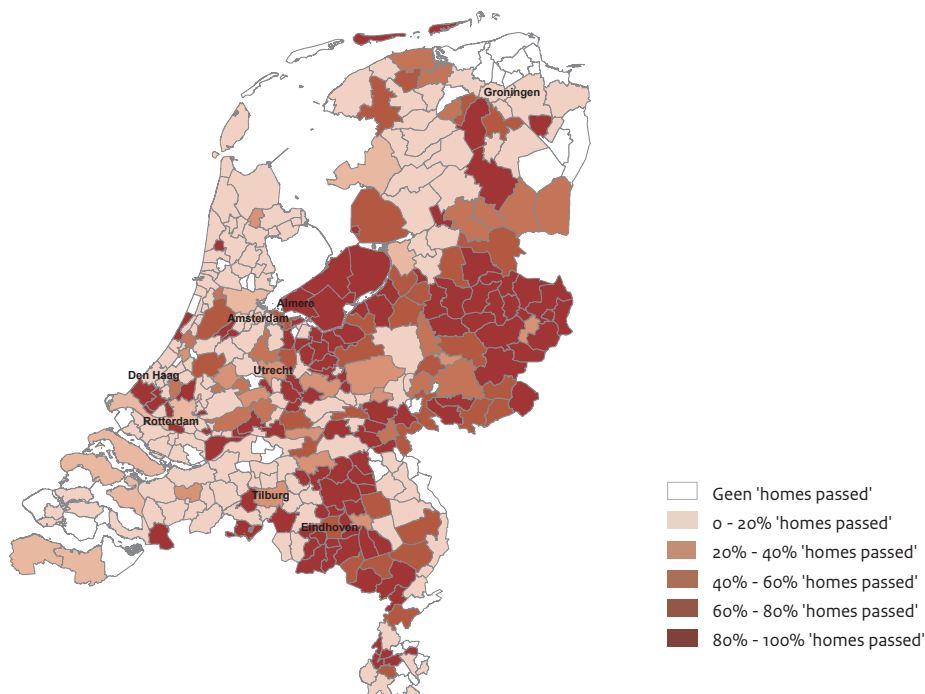 Groningen
Almere
Amsterdam
Utrecht
Den Haag
Rotterdam
Tilburg
Eindhoven
Geen 'homes passed'
0 - 20% 'homes passed'
20% - 40% 'homes passed'
40% - 60% 'homes passed'
60% - 80% 'homes passed'
80% - 100% 'homes passed'